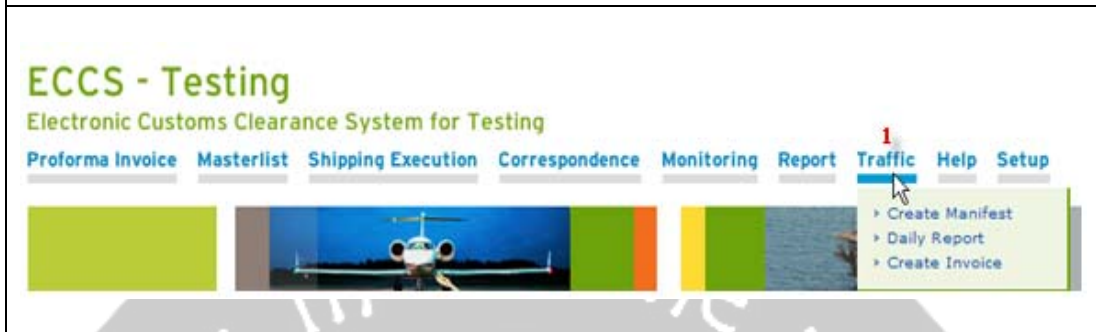 ECCS - Testing
Electronic Customs Clearance System for Testing
1
Proforma Invoice Masterlist Shipping Execution Correspondence Monitoring Report Traffic Help Setup
Create Manifest
Daily Report
Create Invoice